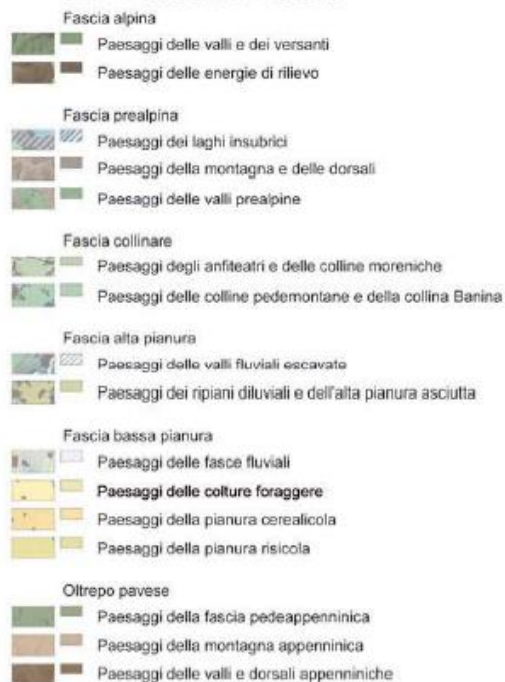 Fascia alpina
Paesaggi delle valli e dei versanti
Paesaggi delle energie di rilievo
Fascia prealpina
Paesaggi dei laghi insubrici
Paesaggi della montagna e delle dorsali
Paesaggi delle valli prealpine
Fascia collinare
Paesaggi degli anfiteatri e delle colline moreniche
Paesaggi delle colline pedemontane e della collina Banina
Fascia alta pianura
Paesaggi delle valli fluviali escavate
Paesaggi dei ripiani diluviali e dell'alta pianura asciutta
Fascia bassa pianura
Paesaggi delle fasce fluviali
Paesaggi delle colture foraggere
Paesaggi della pianura cerealicola
Paesaggi della pianura risicola
Oltrepo pavese
Paesaggi della fascia pedeappenninica
Paesaggi della montagna appenninica
Paesaggi delle valli e dorsali appenniniche